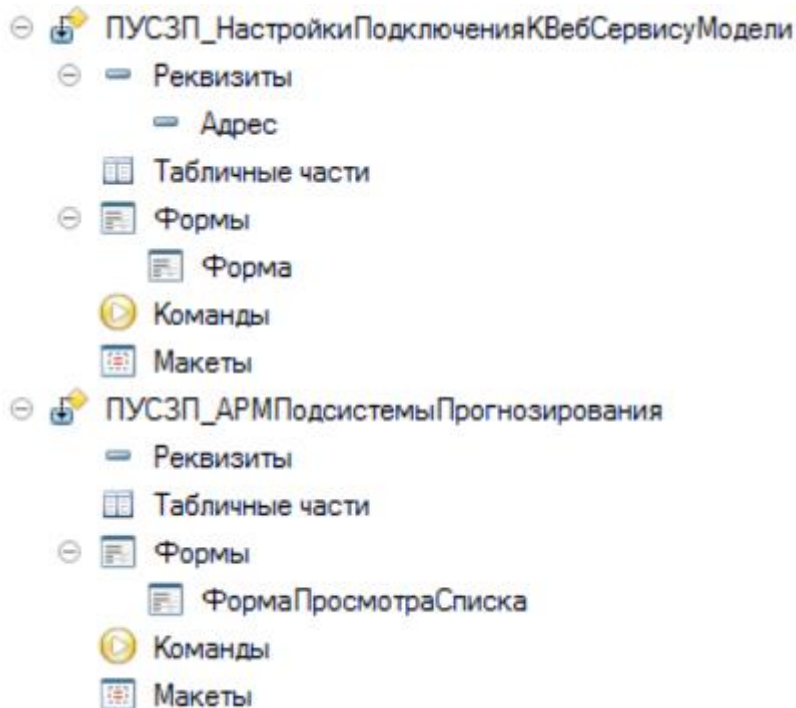 ПУСЗП_НастройкиПодключенияКВебСервисуМодели
Реквизиты
Адрес
Табличные части
Формы
Форма
Команды
Макеты
ПУСЗП_АРМПодсистемыПрогнозирования
Реквизиты
Табличные части
Формы
ФормаПросмотраСписка
Команды
Макеты